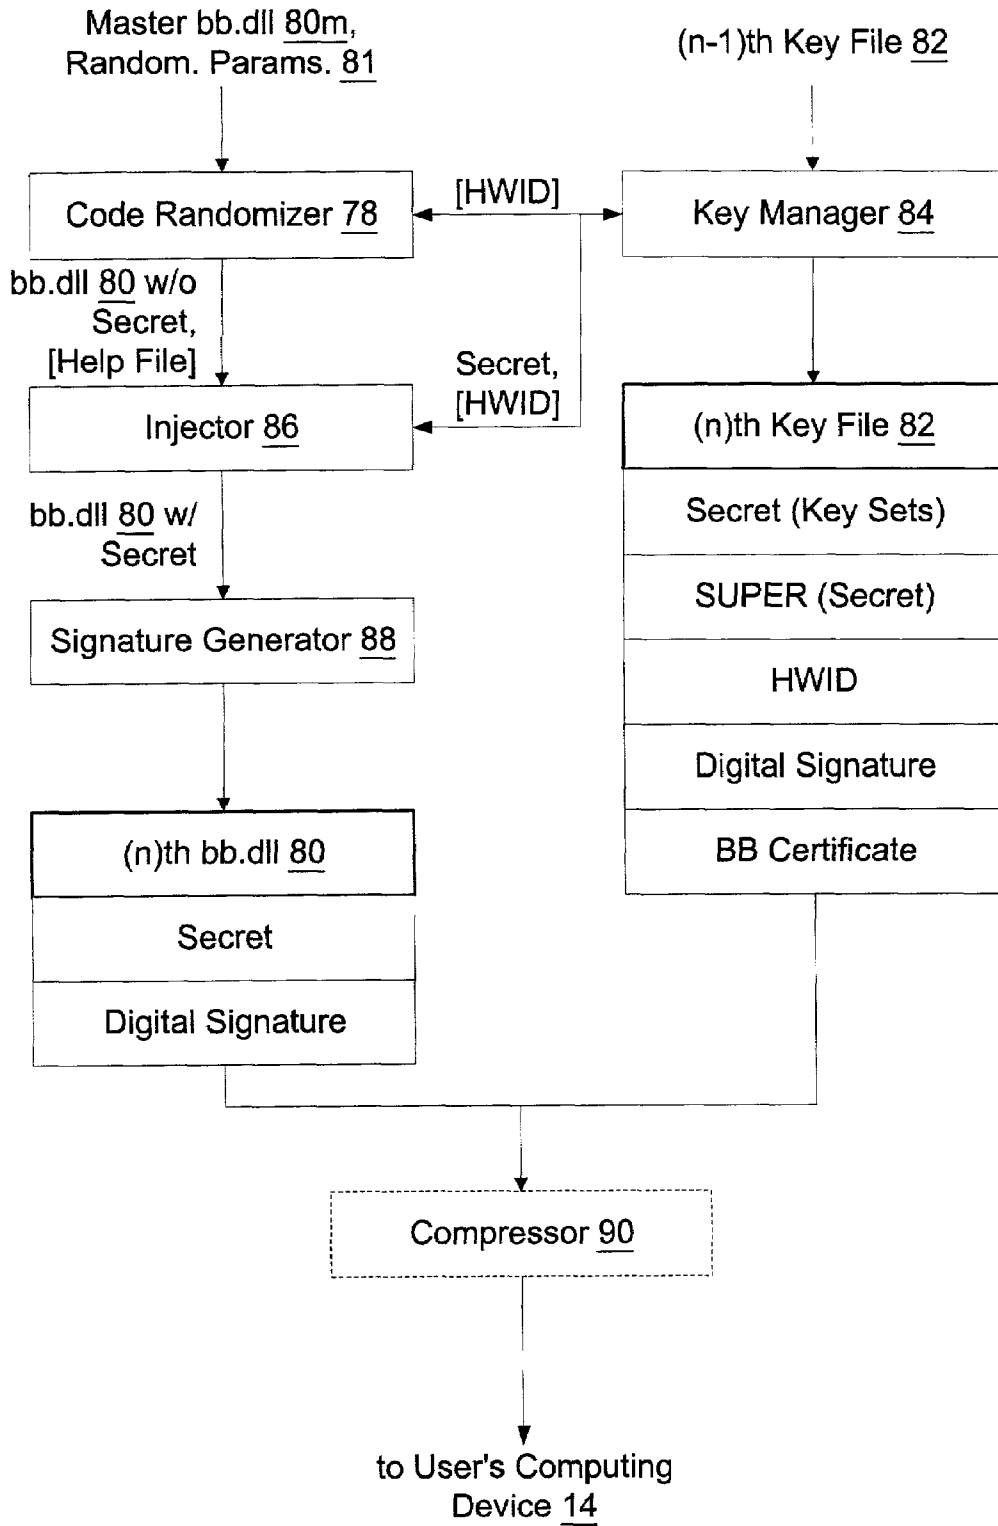 Master bb.dll 80m,
Random. Params. 81
(n-1)th Key File 82
Code Randomizer 78
[HWID]
Key Manager 84
bb.dll 80 w/o
Secret,
[Help File]
Secret,
[HWID]
Injector 86
(n)th Key File 82
Secret (Key Sets)
SUPER (Secret)
HWID
Digital Signature
BB Certificate
bb.dll 80 w/
Secret
Signature Generator 88
(n)th bb.dll 80
Secret
Digital Signature
Compressor 90
to User's Computing
Device 14